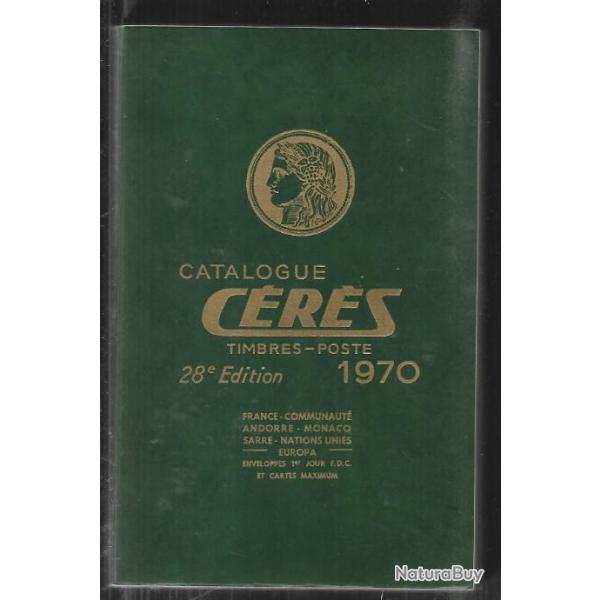 CATALOGUE
CÉRÈS
TIMBRES-POSTE
28e Edition 1970
FRANCE-COMMUNAUTÉ
ANDORRE - MONACO
SARRE - NATIONS UNIES
EUROPA
ENVELOPPES 1er JOUR F.D.C.
ET CARTES MAXIMUM
NaturaBuy